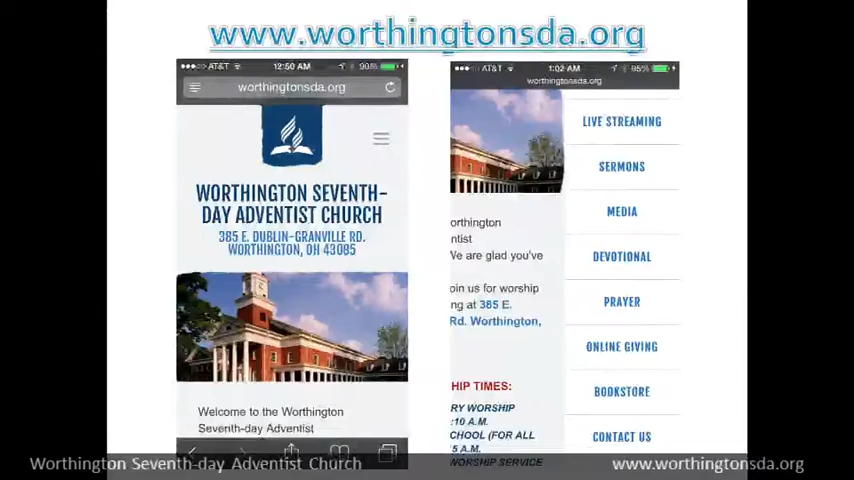 www.worthingtonsda.org
AT&T 12:50 AM 90%
worthingtonsda.org
WORTHINGTON SEVENTH-
DAY ADVENTIST CHURCH
385 E. DUBLIN-GRANVILLE RD.
WORTHINGTON, OH 43085
Welcome to the Worthington
Seventh-day Adventist
AT&T 1:02 AM 95%
worthingtonsda.org
orthington
ntist
We are glad you've
oin us for worship
ng at 385 E.
Rd. Worthington,
HIP TIMES:
RY WORSHIP
:10 A.M.
CHOOL (FOR ALL
5 A.M.
WORSHIP SERVICE
LIVE STREAMING
SERMONS
MEDIA
DEVOTIONAL
PRAYER
ONLINE GIVING
BOOKSTORE
CONTACT US
Worthington Seventh-day Adventist Church
www.worthingtonsda.org